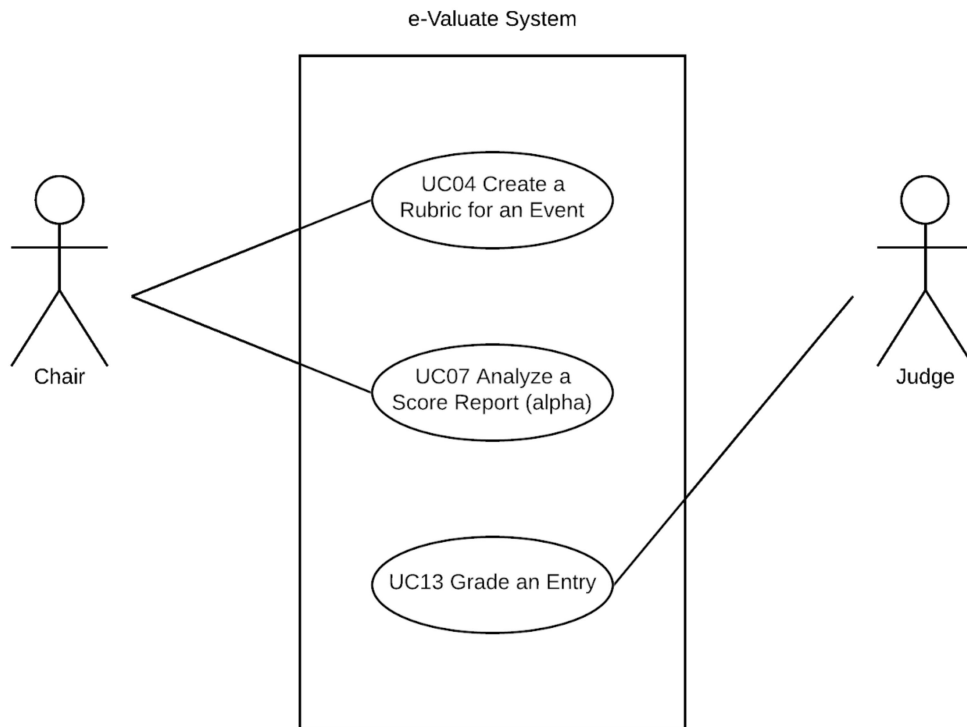 e-Valuate System
UC04 Create a
Rubric for an Event
Chair
UC07 Analyze a
Score Report (alpha)
Judge
UC13 Grade an Entry